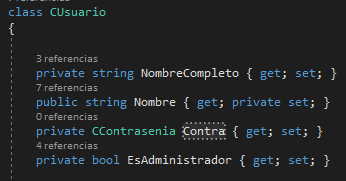 class CUsuario
{
3 referencias
private string NombreCompleto { get; set; }
7 referencias
public string Nombre { get; private set; }
0 referencias
private CContrasenia Contra { get; set; }
4 referencias
private bool EsAdministrador { get; set; }